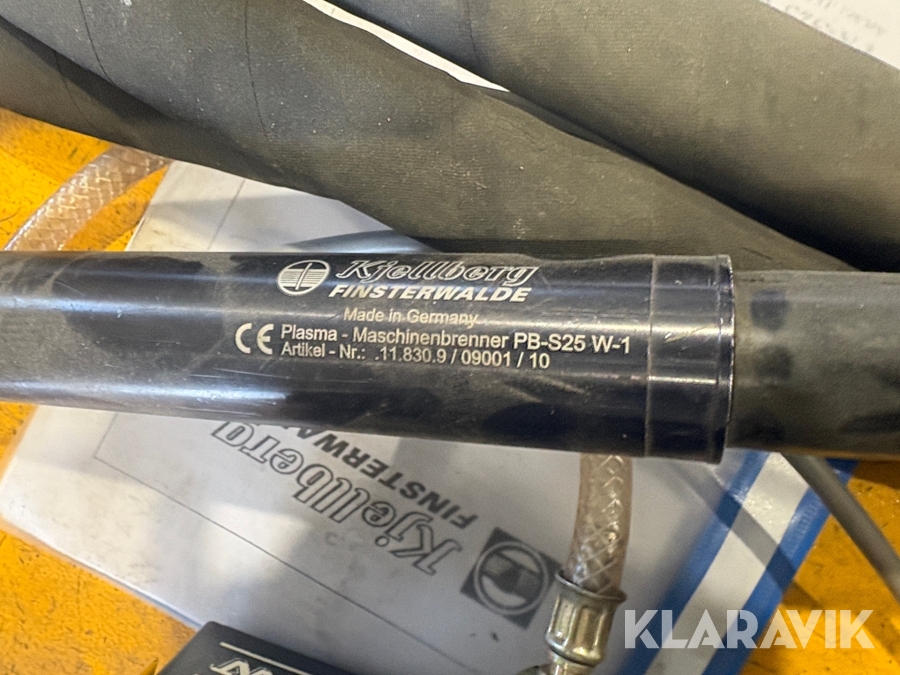 Kjellberg
FINSTERWALDE
Made in Germany
CE Plasma - Maschinenbrenner PB-S25 W-1
Artikel - Nr.: .11.830.9 / 09001 / 10
Kjellberg
KLARAVIK